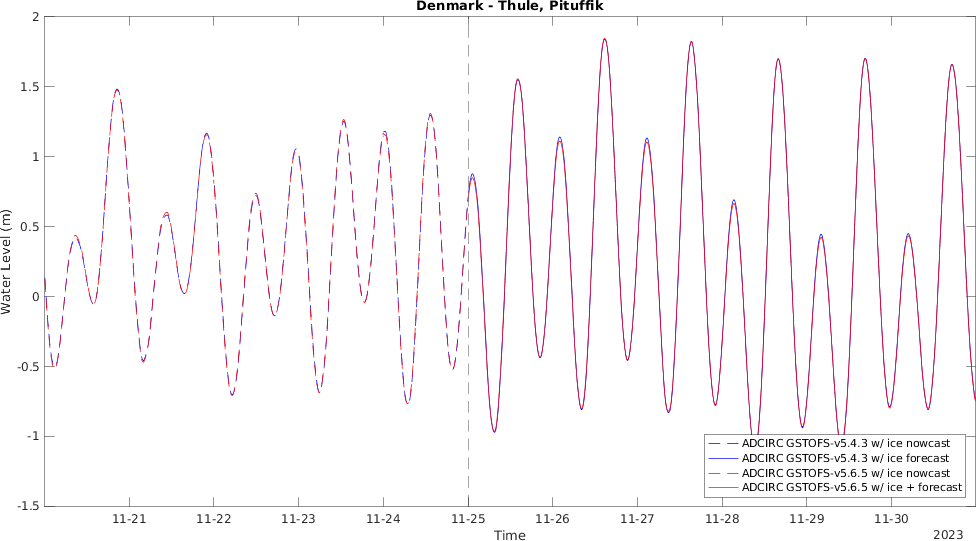 Denmark - Thule, Pituffik
2
1.5
1
0.5
0
-0.5
-1
-1.5
Water Level (m)
ADCIRC GSTOFS-v5.4.3 w/ ice nowcast
ADCIRC GSTOFS-v5.4.3 w/ ice forecast
ADCIRC GSTOFS-v5.6.5 w/ ice nowcast
ADCIRC GSTOFS-v5.6.5 w/ ice + forecast
11-21 11-22 11-23 11-24 11-25 11-26 11-27 11-28 11-29 11-30
Time
2023